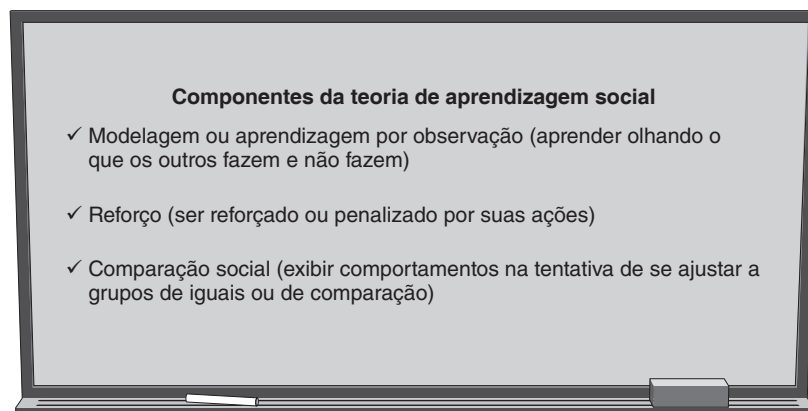 Componentes da teoria de aprendizagem social
✓ Modelagem ou aprendizagem por observação (aprender olhando o
que os outros fazem e não fazem)
✓ Reforço (ser reforçado ou penalizado por suas ações)
✓ Comparação social (exibir comportamentos na tentativa de se ajustar a
grupos de iguais ou de comparação)